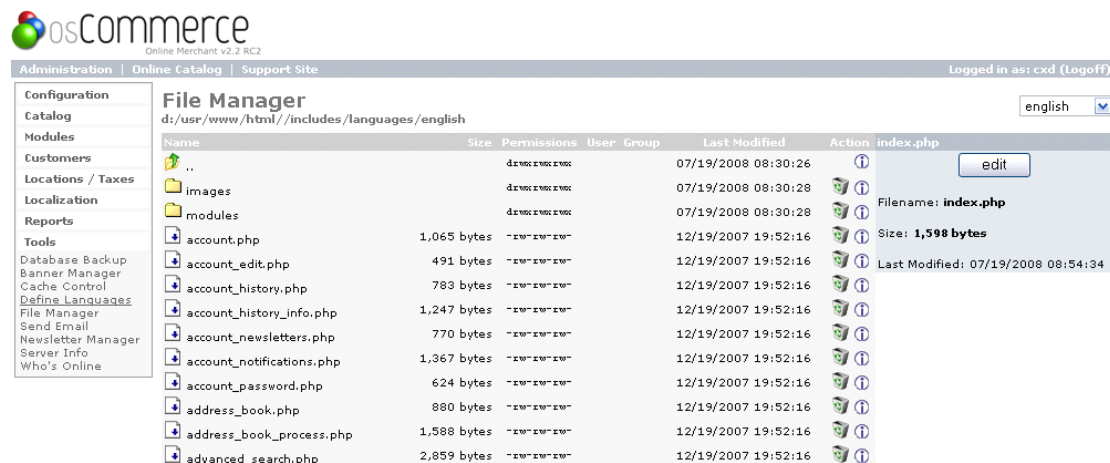 osCommerce
Online Merchant v2.2 RC2
Administration | Online Catalog | Support Site Logged in as: cxd (Logoff)
Configuration
Catalog
Modules
Customers
Locations / Taxes
Localization
Reports
Tools
Database Backup
Banner Manager
Cache Control
Define Languages
File Manager
Send Email
Newsletter Manager
Server Info
Who's Online
File Manager
d:/usr/www/html//includes/languages/english
english
Name Size Permissions User Group Last Modified Action
.. drwxrwxrwx 07/19/2008 08:30:26
images drwxrwxrwx 07/19/2008 08:30:28
modules drwxrwxrwx 07/19/2008 08:30:28
account.php 1,065 bytes -rw-rw-rw- 12/19/2007 19:52:16
account_edit.php 491 bytes -rw-rw-rw- 12/19/2007 19:52:16
account_history.php 783 bytes -rw-rw-rw- 12/19/2007 19:52:16
account_history_info.php 1,247 bytes -rw-rw-rw- 12/19/2007 19:52:16
account_newsletters.php 770 bytes -rw-rw-rw- 12/19/2007 19:52:16
account_notifications.php 1,367 bytes -rw-rw-rw- 12/19/2007 19:52:16
account_password.php 624 bytes -rw-rw-rw- 12/19/2007 19:52:16
address_book.php 880 bytes -rw-rw-rw- 12/19/2007 19:52:16
address_book_process.php 1,588 bytes -rw-rw-rw- 12/19/2007 19:52:16
advanced_search.php 2,859 bytes -rw-rw-rw- 12/19/2007 19:52:16
index.php
edit
Filename: index.php
Size: 1,598 bytes
Last Modified: 07/19/2008 08:54:34